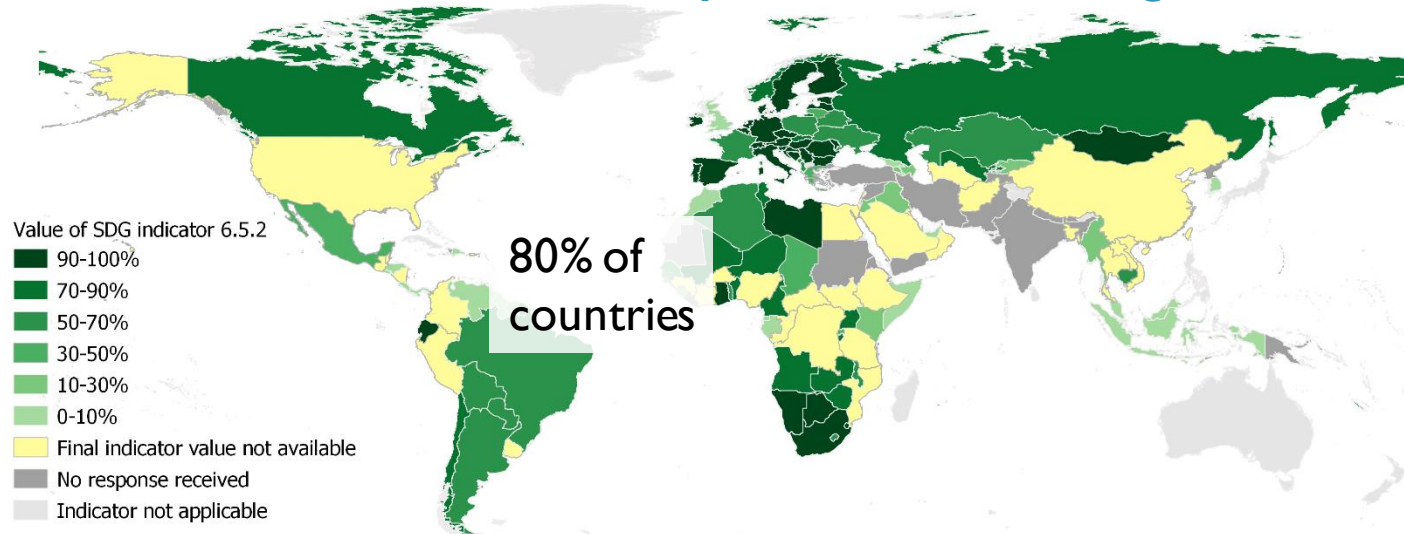 Value of SDG indicator 6.5.2
90-100%
70-90%
50-70%
30-50%
10-30%
0-10%
Final indicator value not available
No response received
Indicator not applicable
80% of
countries